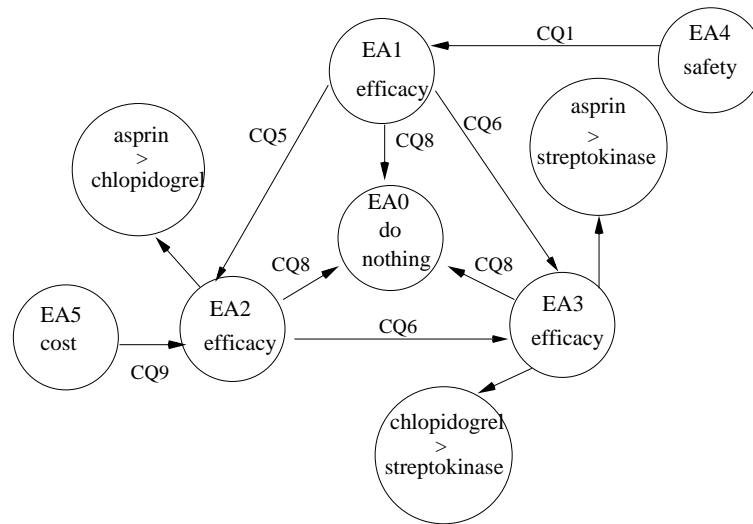 EA1
efficacy
CQ1
EA4
safety
asprin
>
chlopidogrel
CQ5
CQ8
CQ6
asprin
>
streptokinase
EA0
do
nothing
CQ8
CQ8
EA5
cost
CQ9
EA2
efficacy
CQ6
EA3
efficacy
chlopidogrel
>
streptokinase